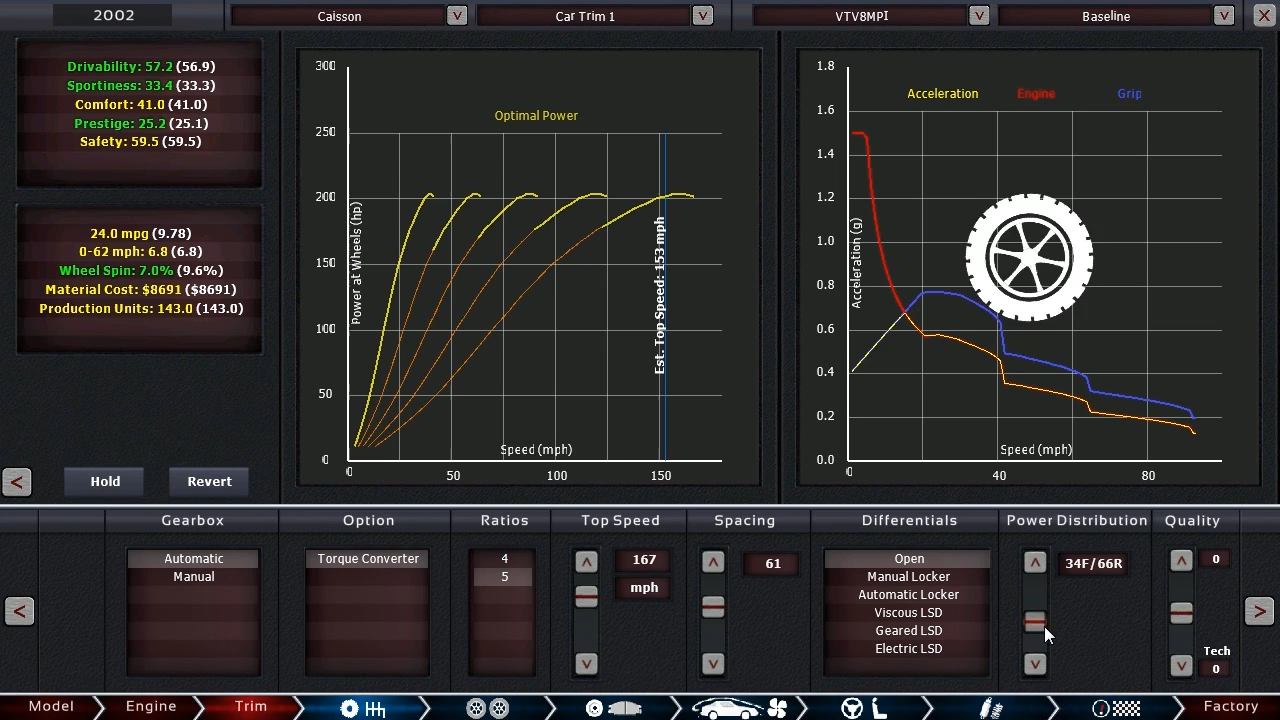 2002
Caisson
Car Trim 1
VTV8MPI
Baseline
Drivability: 57.2 (56.9)
Sportiness: 33.4 (33.3)
Comfort: 41.0 (41.0)
Prestige: 25.2 (25.1)
Safety: 59.5 (59.5)
24.0 mpg (9.78)
0-62 mph: 6.8 (6.8)
Wheel Spin: 7.0% (9.6%)
Material Cost: $8691 ($8691)
Production Units: 143.0 (143.0)
Hold
Revert
300
250
200
150
100
50
0
Optimal Power
Power at Wheels (hp)
Est. Top Speed: 153 mph
Speed (mph)
0
50
100
150
1.8
1.6
1.4
1.2
1.0
0.8
0.6
0.4
0.2
0.0
Acceleration
Engine
Grip
Acceleration (g)
Speed (mph)
0
40
80
Gearbox
Automatic
Manual
Option
Torque Converter
Ratios
4
5
Top Speed
167
mph
Spacing
61
Differentials
Open
Manual Locker
Automatic Locker
Viscous LSD
Geared LSD
Electric LSD
Power Distribution
34F/66R
Quality
0
Tech
0
Model
Engine
Trim
Factory